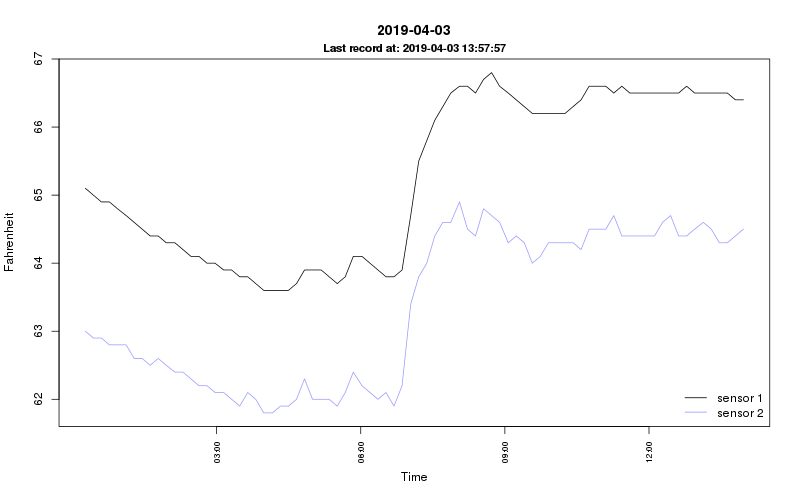 2019-04-03
Last record at: 2019-04-03 13:57:57
Fahrenheit
67
66
65
64
63
62
sensor 1
sensor 2
03:00
06:00
09:00
12:00
Time